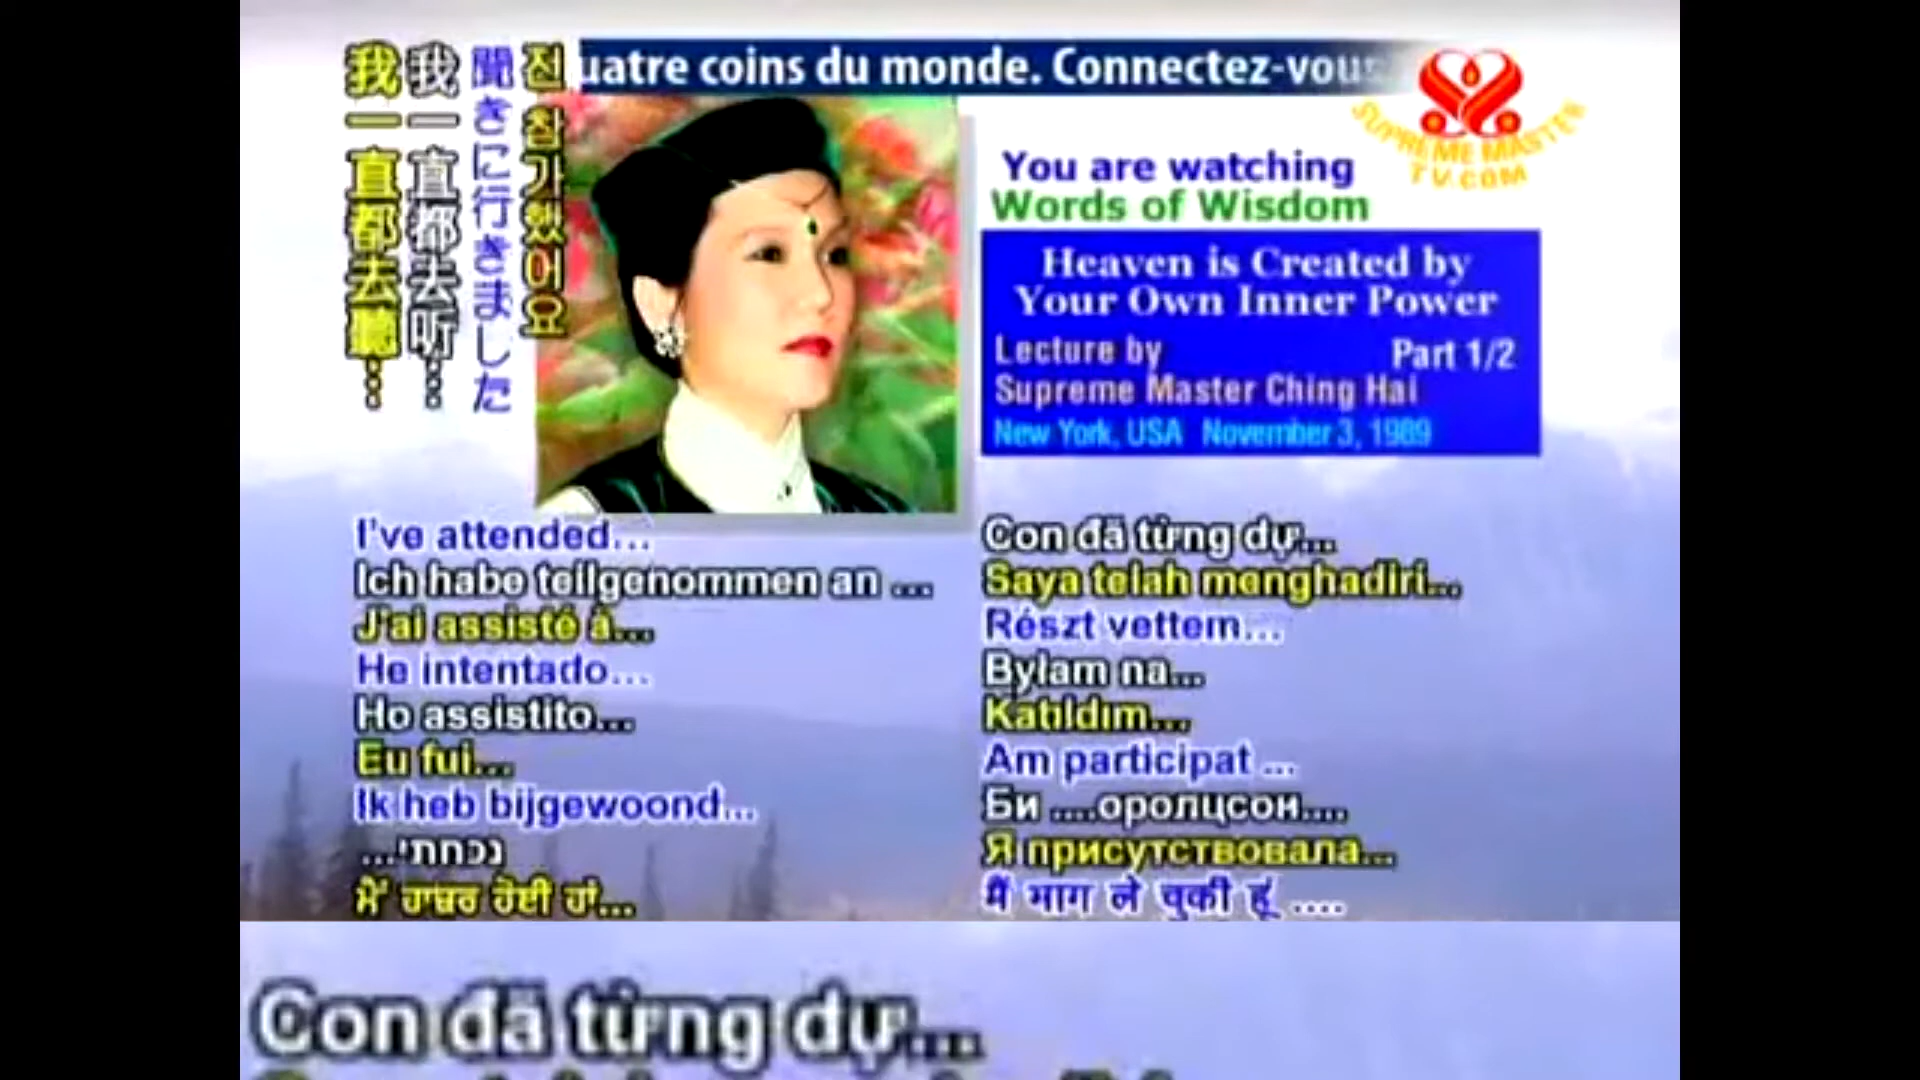 uatre coins du monde. Connectez-vous
SUPREME MASTER
TV.COM
我一直都去聽…
我一直都去听…
聞きに行きました
전 참가했어요
You are watching
Words of Wisdom
Heaven is Created by
Your Own Inner Power
Lecture by
Part 1/2
Supreme Master Ching Hai
New York, USA November 3, 1989
I've attended...
Ich habe teilgenommen an ...
J'ai assisté à...
He intentado...
Ho assistito...
Eu fui...
Ik heb bijgewoond...
נכחתי...
ਮੈਂ ਹਾਜ਼ਰ ਹੋਈ ਹਾਂ...
Con đã từng dự...
Saya telah menghadiri...
Részt vettem...
Byłam na...
Katıldım...
Am participat ...
Би ....оролцсон....
Я присутствовала...
मैं भाग ले चुकी हूं ....
Con đã từng dự...